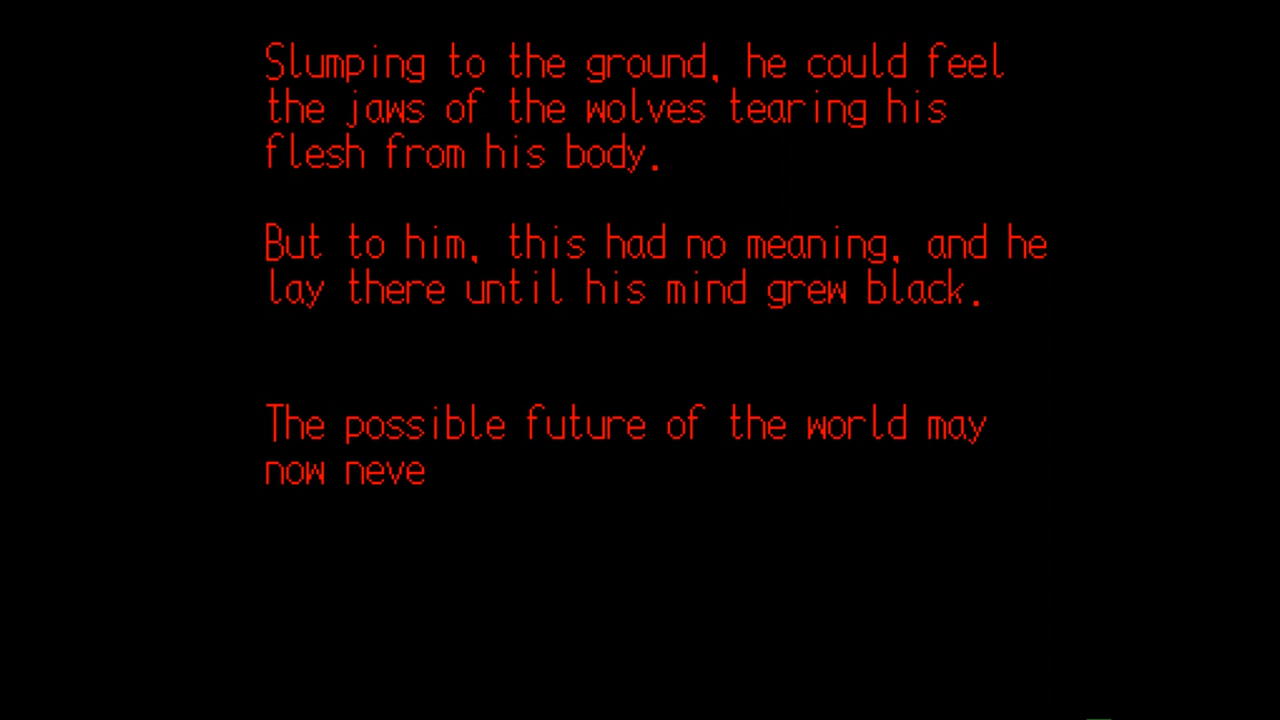 Slumping to the ground, he could feel
the jaws of the wolves tearing his
flesh from his body.
But to him, this had no meaning, and he
lay there until his mind grew black.
The possible future of the world may
now neve